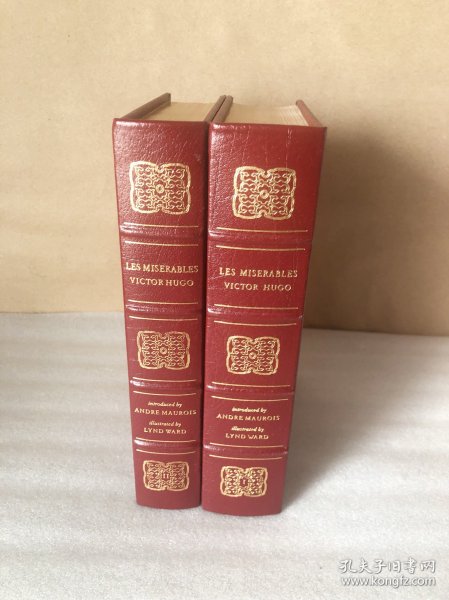 LES MISERABLES
VICTOR HUGO
introduced by
ANDRE MAUROIS
illustrated by
LYND WARD
II
LES MISERABLES
VICTOR HUGO
introduced by
ANDRE MAUROIS
illustrated by
LYND WARD
I
孔夫子旧书网
www.kongfz.com